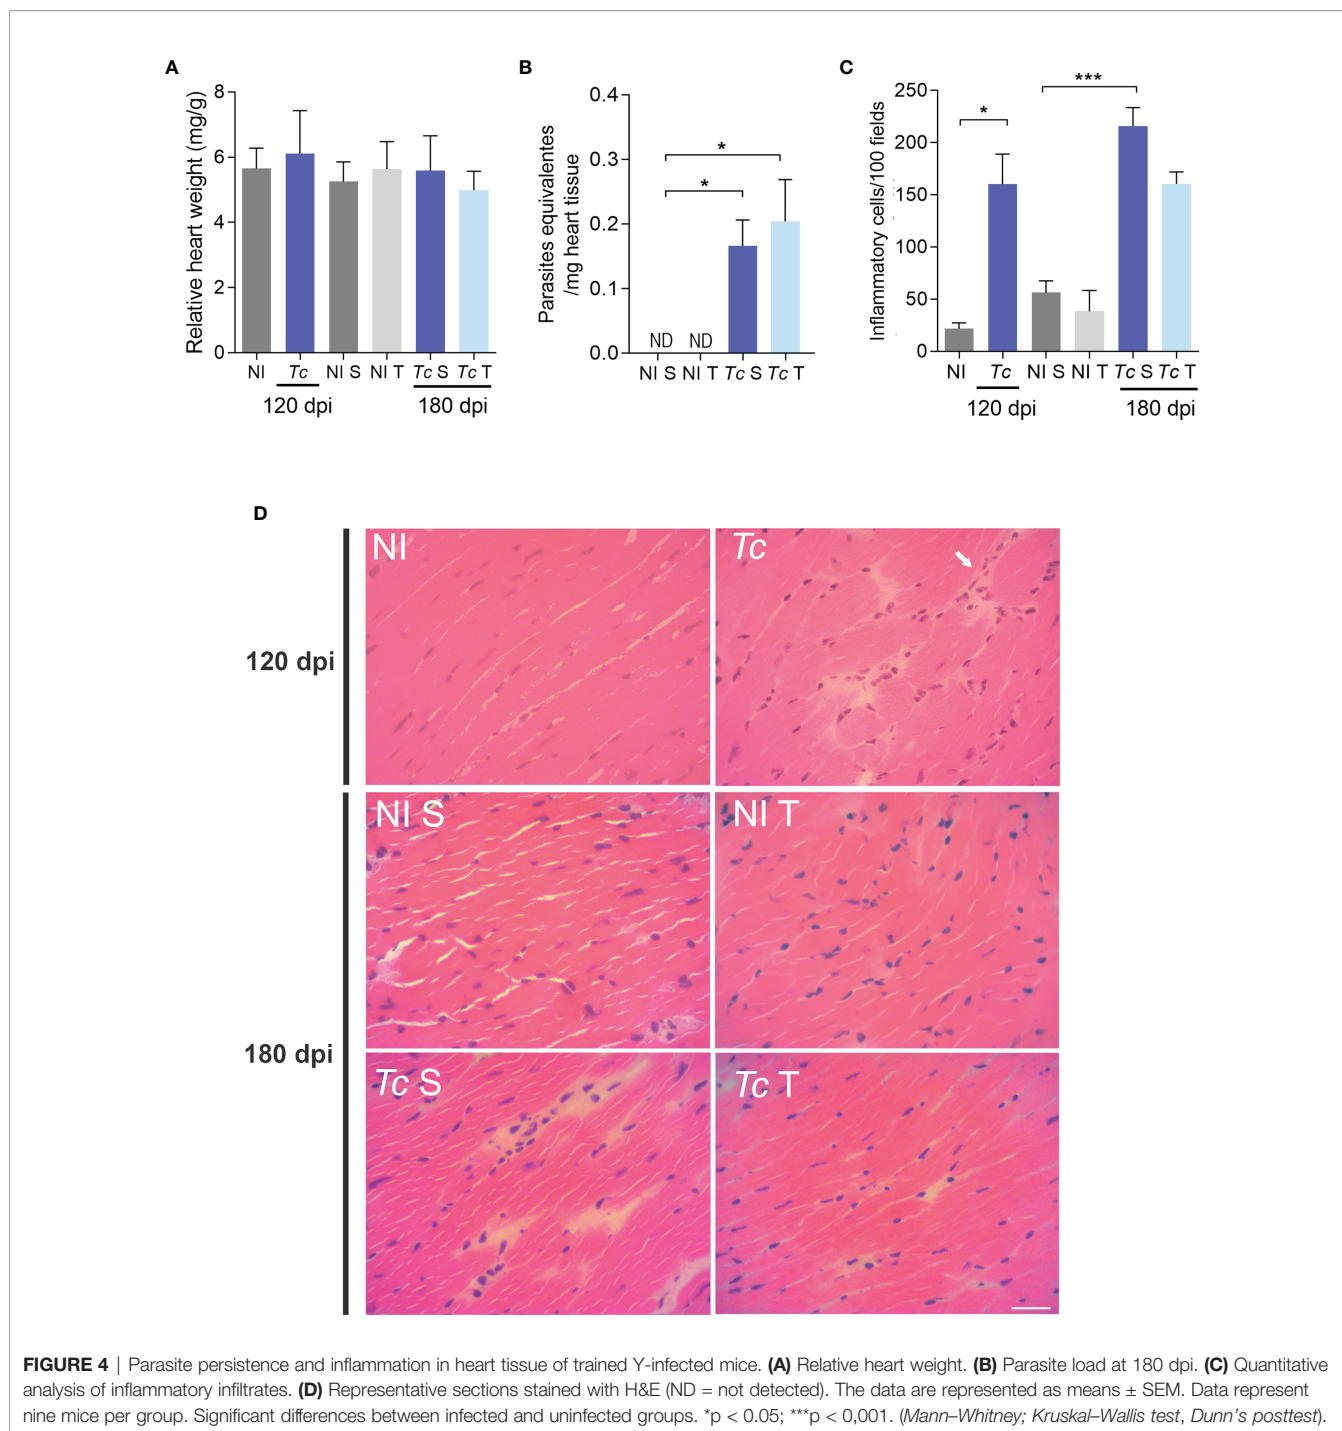 A
Relative heart weight (mg/g)
8
6
4
2
0
NI Tc NI S NI T Tc S Tc T
120 dpi 180 dpi
B
Parasites equivalentes
/mg heart tissue
0.4
0.3
0.2
0.1
0.0
* *
ND ND
NI S NI T Tc S Tc T
C
Inflammatory cells/100 fields
250
200
150
100
50
0
* ***
NI Tc NI S NI T Tc S Tc T
120 dpi 180 dpi
D
120 dpi
NI Tc
180 dpi
NI S NI T
Tc S Tc T
FIGURE 4 | Parasite persistence and inflammation in heart tissue of trained Y-infected mice. (A) Relative heart weight. (B) Parasite load at 180 dpi. (C) Quantitative
analysis of inflammatory infiltrates. (D) Representative sections stained with H&E (ND = not detected). The data are represented as means ± SEM. Data represent
nine mice per group. Significant differences between infected and uninfected groups. *p < 0.05; ***p < 0,001. (Mann–Whitney; Kruskal–Wallis test, Dunn's posttest).